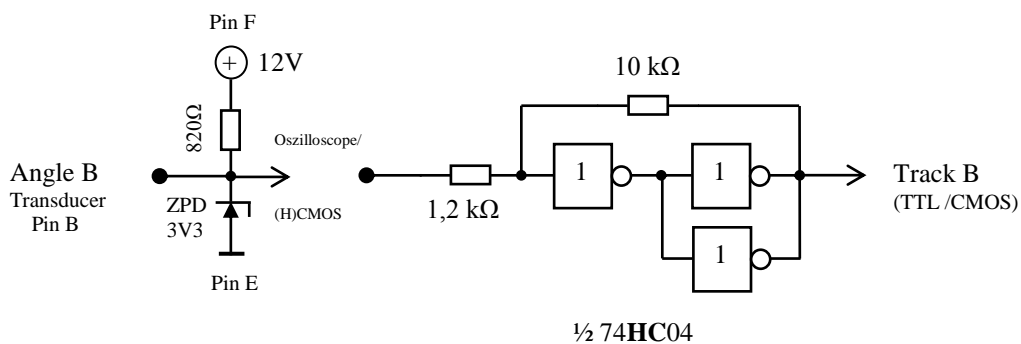 Pin F
12V
820Ω
Oszilloscope/
(H)CMOS
Angle B
Transducer
Pin B
ZPD
3V3
Pin E
10 kΩ
1,2 kΩ
1
1
1
Track B
(TTL /CMOS)
½ 74HC04